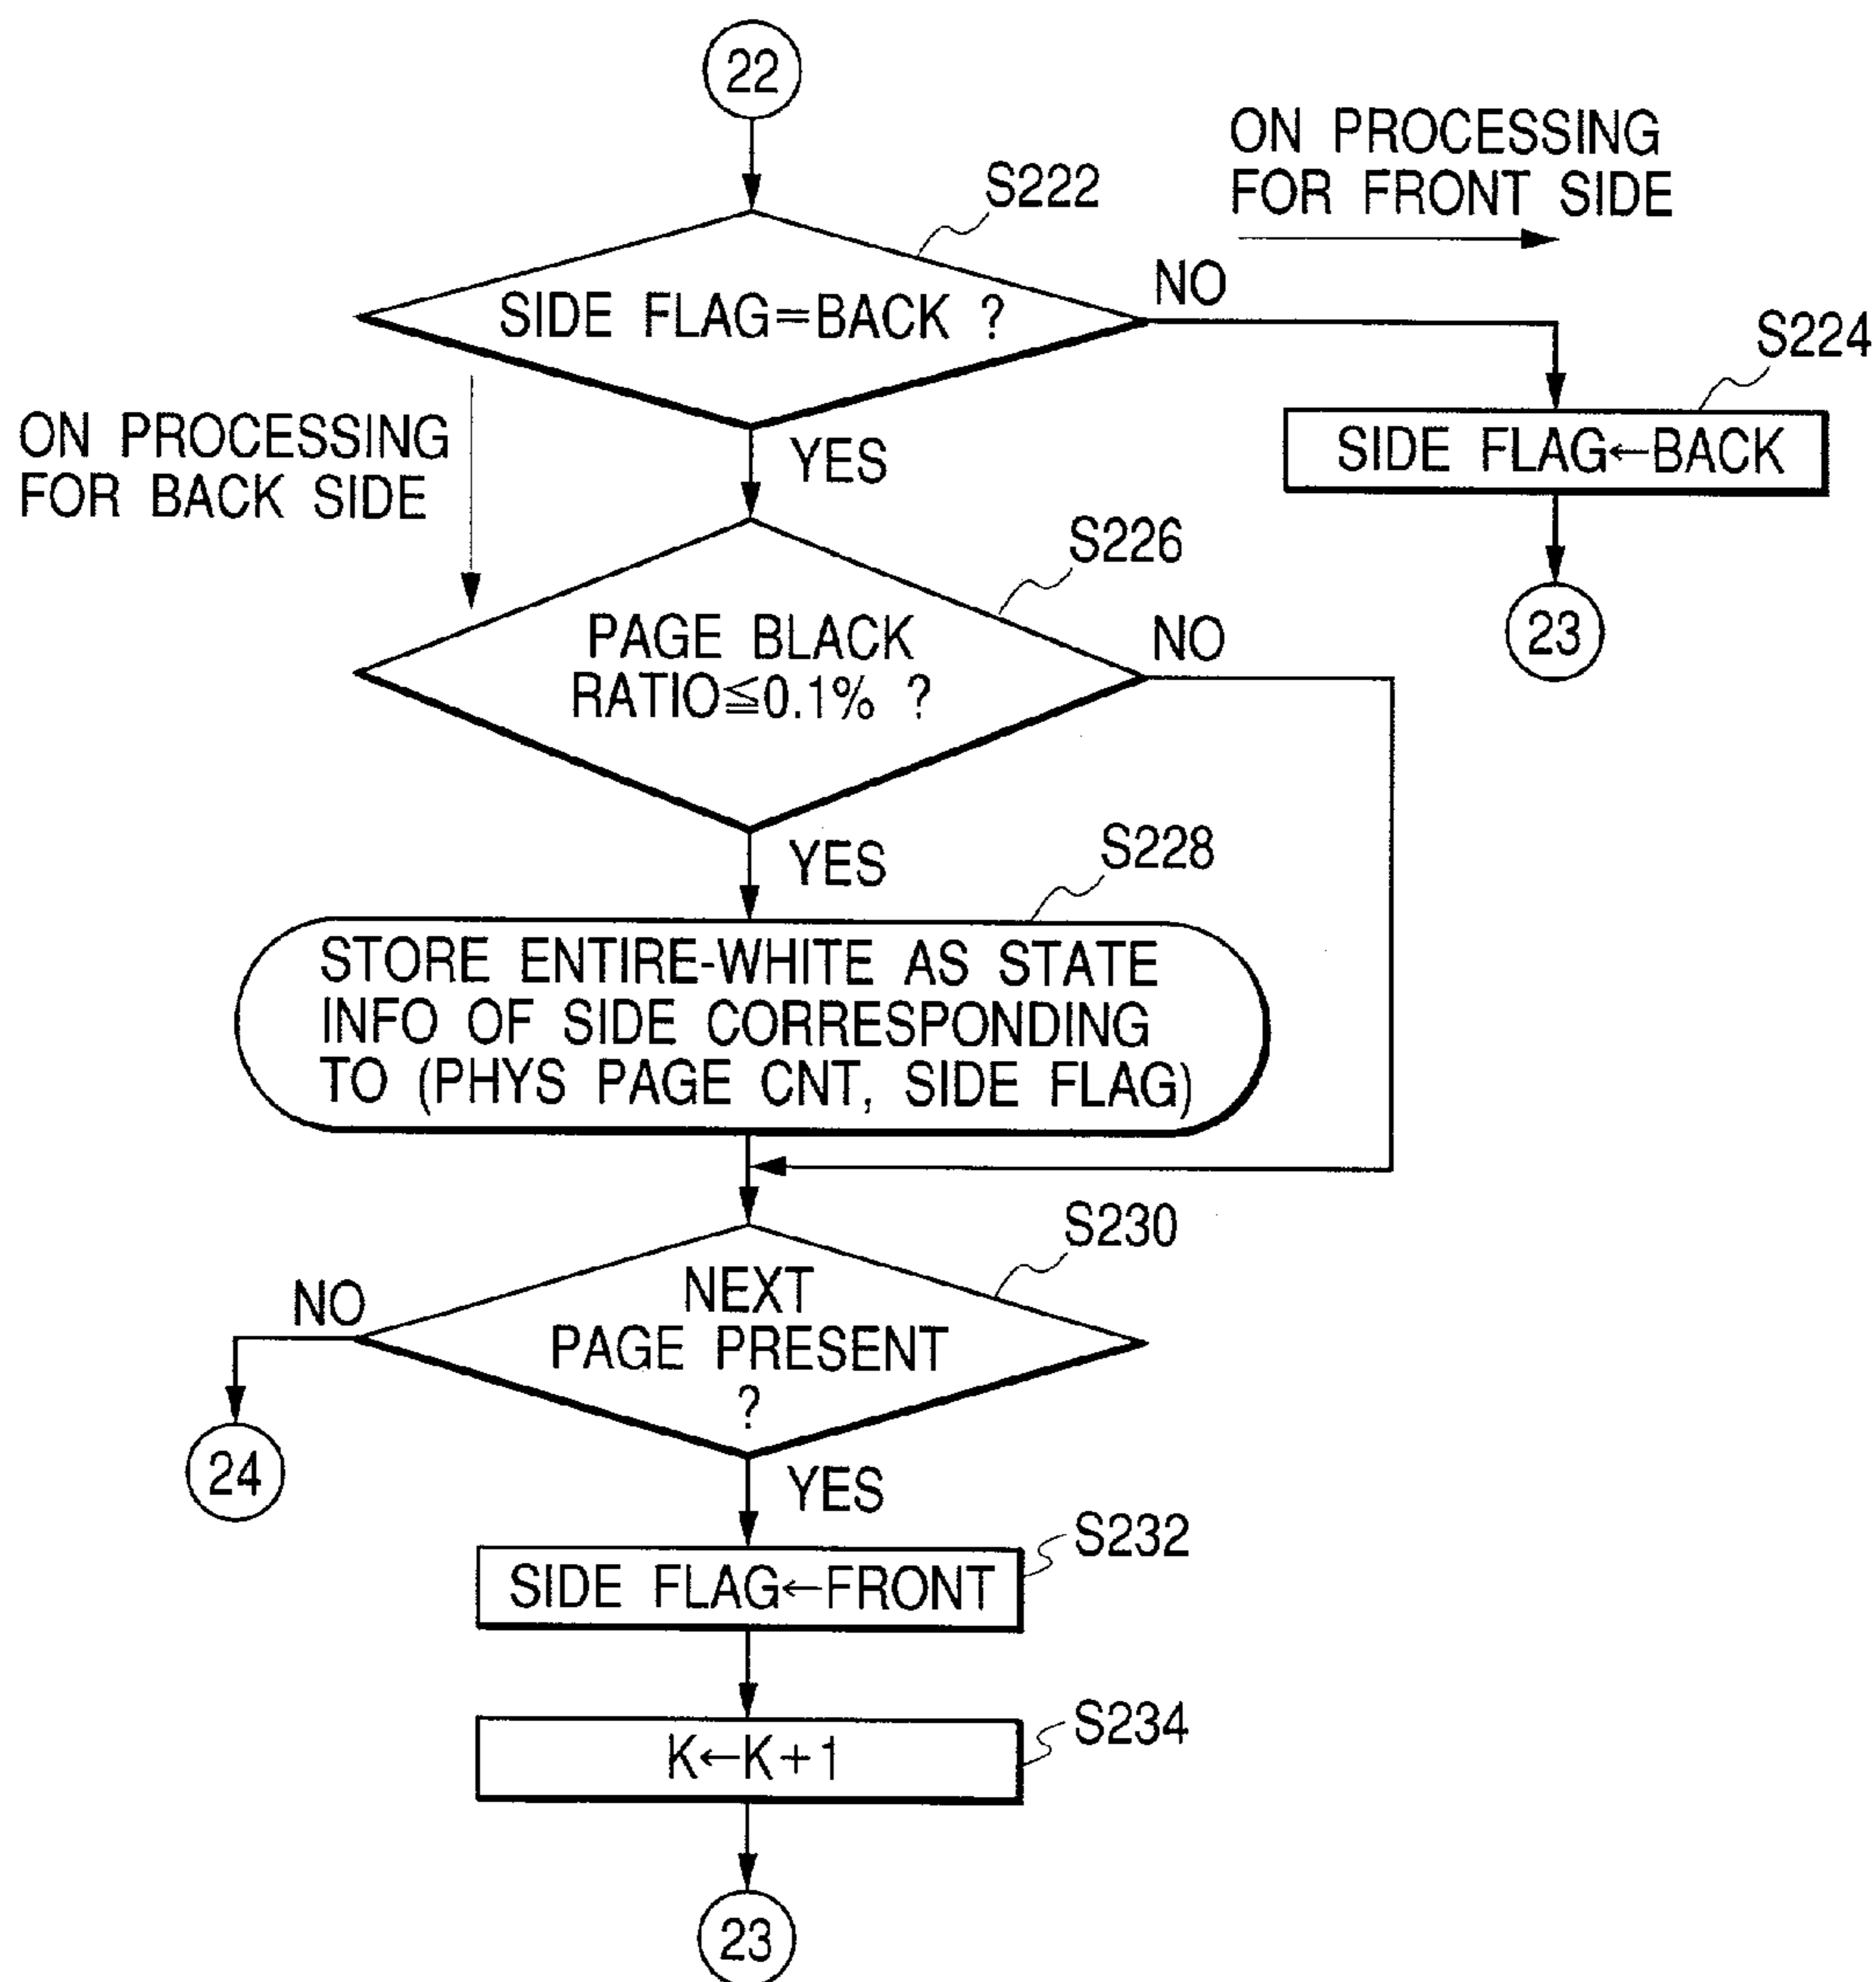 22
S222
ON PROCESSING
FOR FRONT SIDE
SIDE FLAG=BACK ?
NO
S224
SIDE FLAG←BACK
23
ON PROCESSING
FOR BACK SIDE
YES
S226
PAGE BLACK
RATIO≦0.1% ?
NO
YES
S228
STORE ENTIRE-WHITE AS STATE
INFO OF SIDE CORRESPONDING
TO (PHYS PAGE CNT, SIDE FLAG)
S230
NEXT
PAGE PRESENT
?
NO
24
YES
S232
SIDE FLAG←FRONT
S234
K←K+1
23